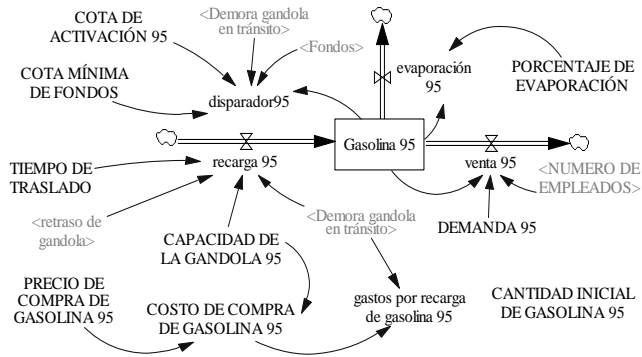 COTA DE
ACTIVACIÓN 95
<Demora gandola
en tránsito>
<Fondos>
COTA MÍNIMA
DE FONDOS
disparador95
evaporación
95
PORCENTAJE DE
EVAPORACIÓN
Gasolina 95
recarga 95
venta 95
TIEMPO DE
TRASLADO
<NUMERO DE
EMPLEADOS>
<retraso de
gandola>
<Demora gandola
en tránsito>
CAPACIDAD DE
LA GANDOLA 95
DEMANDA 95
PRECIO DE
COMPRA DE
GASOLINA 95
COSTO DE COMPRA
DE GASOLINA 95
gastos por recarga
de gasolina 95
CANTIDAD INICIAL
DE GASOLINA 95